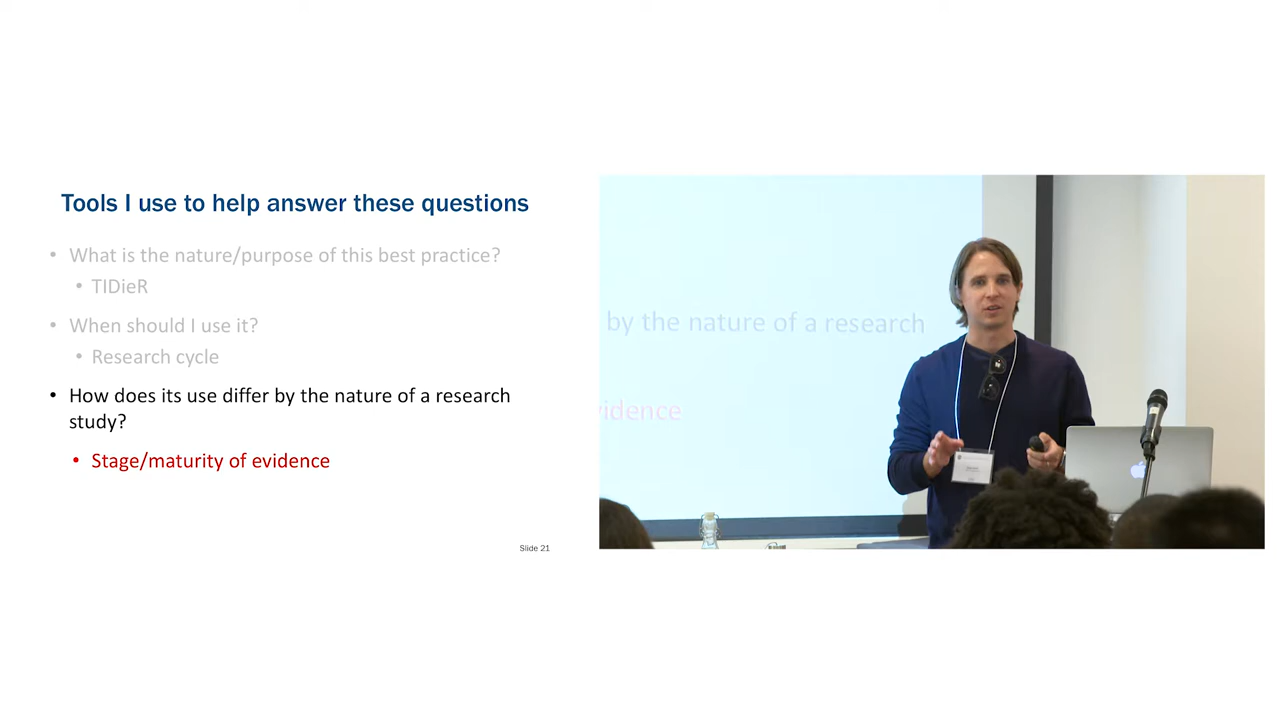 Tools I use to help answer these questions
• What is the nature/purpose of this best practice?
• TIDieR
• When should I use it?
• Research cycle
• How does its use differ by the nature of a research
study?
• Stage/maturity of evidence
Slide 21
by the nature of a research
vidence